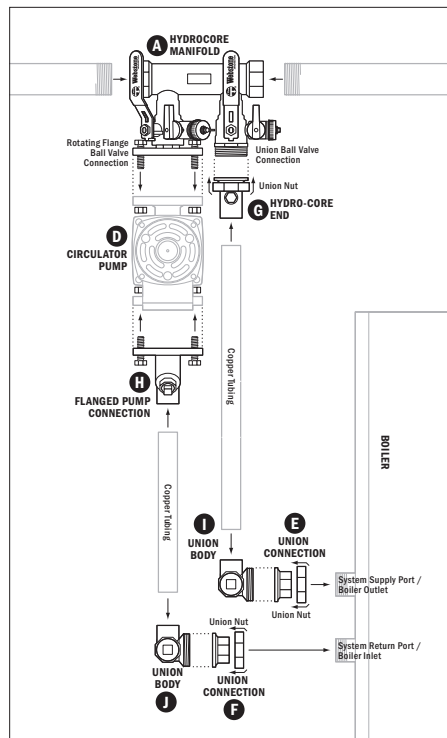 A HYDROCORE
MANIFOLD
Webstone
Webstone
Rotating Flange
Ball Valve
Connection
Union Ball Valve
Connection
Union Nut
G HYDRO-CORE
END
D
CIRCULATOR
PUMP
H
FLANGED PUMP
CONNECTION
Copper Tubing
Copper Tubing
BOILER
I
UNION
BODY
E
UNION
CONNECTION
Union Nut
System Supply Port /
Boiler Outlet
Union Nut
System Return Port /
Boiler Inlet
UNION
BODY
J
UNION
CONNECTION
F